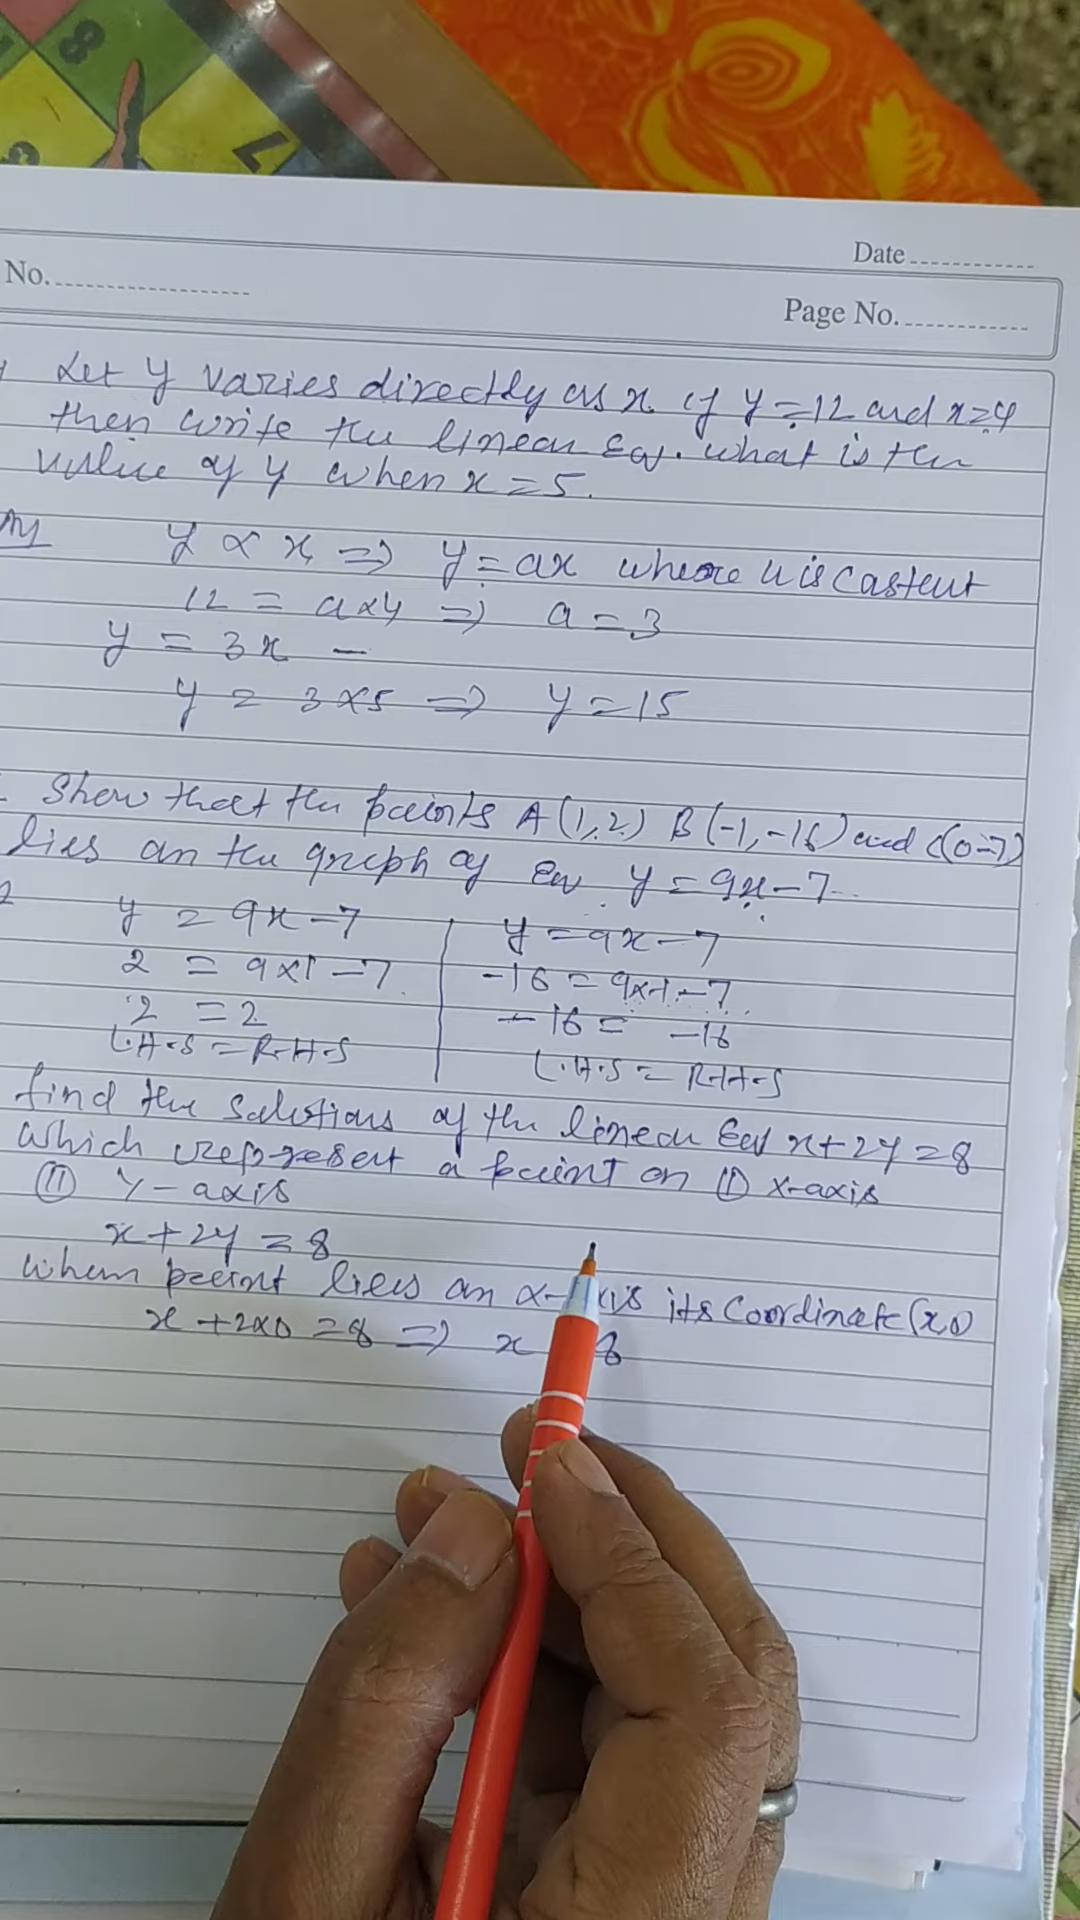 8
7
Date
No.
Page No.
Let y varies directly as x. if y = 12 and x = 4
then write the linear Eq. what is the
value of y when x = 5.
y ∝ x ⇒ y = ax where a is castent
12 = a×4 ⇒ a = 3
y = 3x –
y = 3×5 ⇒ y = 15
Show that the points A(1,2) B(-1,-16) and C(0-7)
lies on the graph of Eq y = 9x-7
y = 9x-7
2 = 9×1-7
2 = 2
L.H.S = R.H.S
y = 9x-7
-16 = 9x-1-7
-16 = -16
L.H.S = R.H.S
find the solutions of the linear Eq x+2y = 8
which represent a point on (I) x-axis
(II) Y-axis
x+2y = 8
When point lies on x-xis its Coordinate (x,0
x + 2×0 = 8 ⇒ x 8